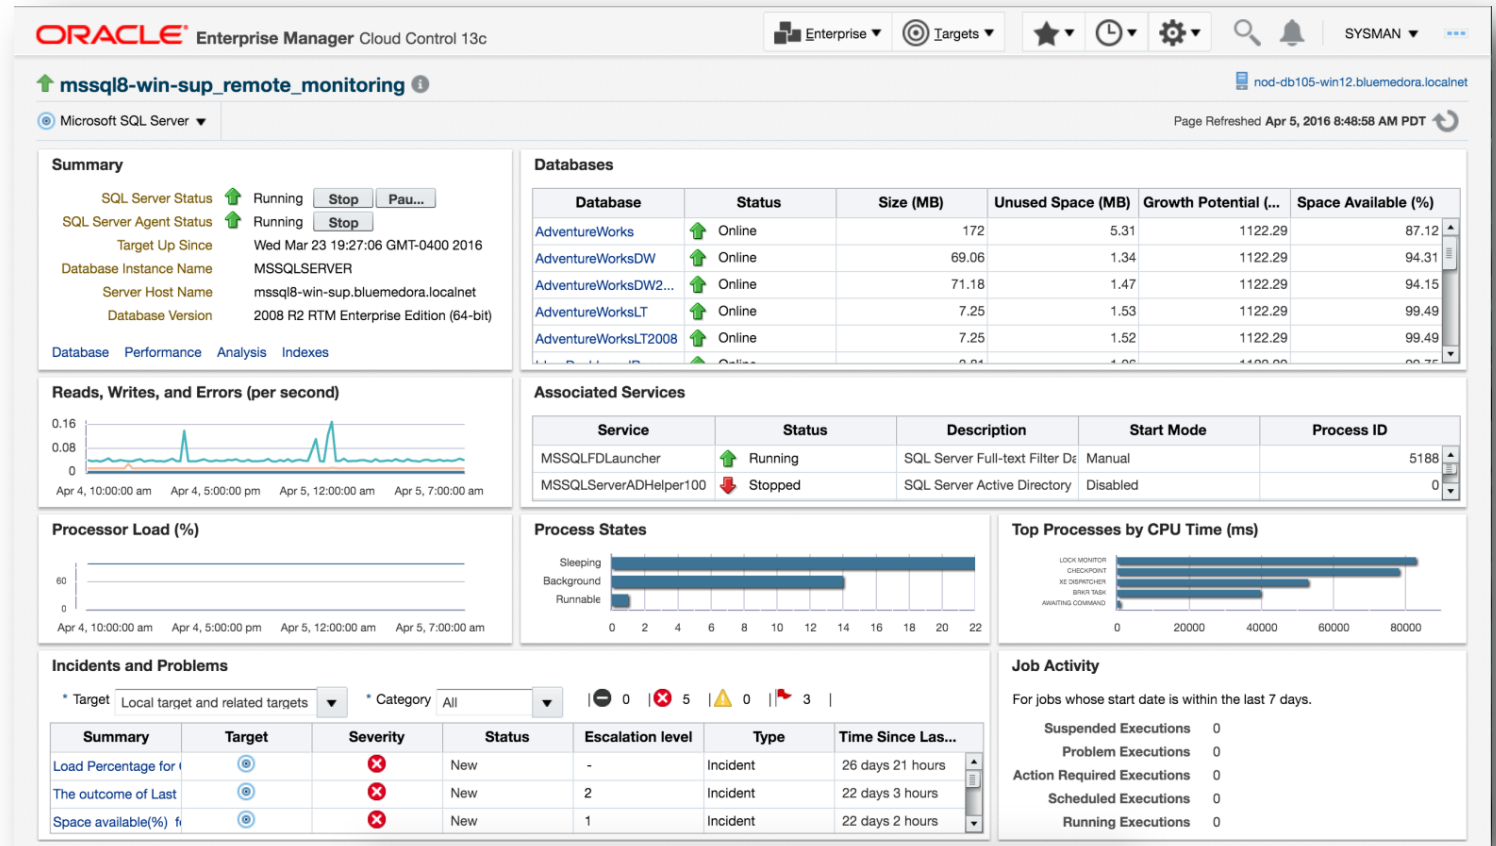 ORACLE Enterprise Manager Cloud Control 13c
Enterprise Targets SYSMAN
mssql8-win-sup_remote_monitoring
nod-db105-win12.bluemedora.localnet
Microsoft SQL Server
Page Refreshed Apr 5, 2016 8:48:58 AM PDT
Summary
SQL Server Status Running Stop Pau...
SQL Server Agent Status Running Stop
Target Up Since Wed Mar 23 19:27:06 GMT-0400 2016
Database Instance Name MSSQLSERVER
Server Host Name mssql8-win-sup.bluemedora.localnet
Database Version 2008 R2 RTM Enterprise Edition (64-bit)
Database Performance Analysis Indexes
Databases
Database Status Size (MB) Unused Space (MB) Growth Potential (... Space Available (%)
AdventureWorks Online 172 5.31 1122.29 87.12
AdventureWorksDW Online 69.06 1.34 1122.29 94.31
AdventureWorksDW2... Online 71.18 1.47 1122.29 94.15
AdventureWorksLT Online 7.25 1.53 1122.29 99.49
AdventureWorksLT2008 Online 7.25 1.52 1122.29 99.49
Reads, Writes, and Errors (per second)
0.16
0.08
0
Apr 4, 10:00:00 am Apr 4, 5:00:00 pm Apr 5, 12:00:00 am Apr 5, 7:00:00 am
Associated Services
Service Status Description Start Mode Process ID
MSSQLFDLauncher Running SQL Server Full-text Filter Da Manual 5188
MSSQLServerADHelper100 Stopped SQL Server Active Directory Disabled 0
Processor Load (%)
60
0
Apr 4, 10:00:00 am Apr 4, 5:00:00 pm Apr 5, 12:00:00 am Apr 5, 7:00:00 am
Process States
Sleeping
Background
Runnable
0 2 4 6 8 10 12 14 16 18 20 22
Top Processes by CPU Time (ms)
LOCK MONITOR
CHECKPOINT
XE DISPATCHER
BRKR TASK
AWAITING COMMAND
0 20000 40000 60000 80000
Incidents and Problems
* Target Local target and related targets * Category All | 0 | 5 | 0 | 3 |
Summary Target Severity Status Escalation level Type Time Since Las...
Load Percentage for New - Incident 26 days 21 hours
The outcome of Last New 2 Incident 22 days 3 hours
Space available(%) New 1 Incident 22 days 2 hours
Job Activity
For jobs whose start date is within the last 7 days.
Suspended Executions 0
Problem Executions 0
Action Required Executions 0
Scheduled Executions 0
Running Executions 0